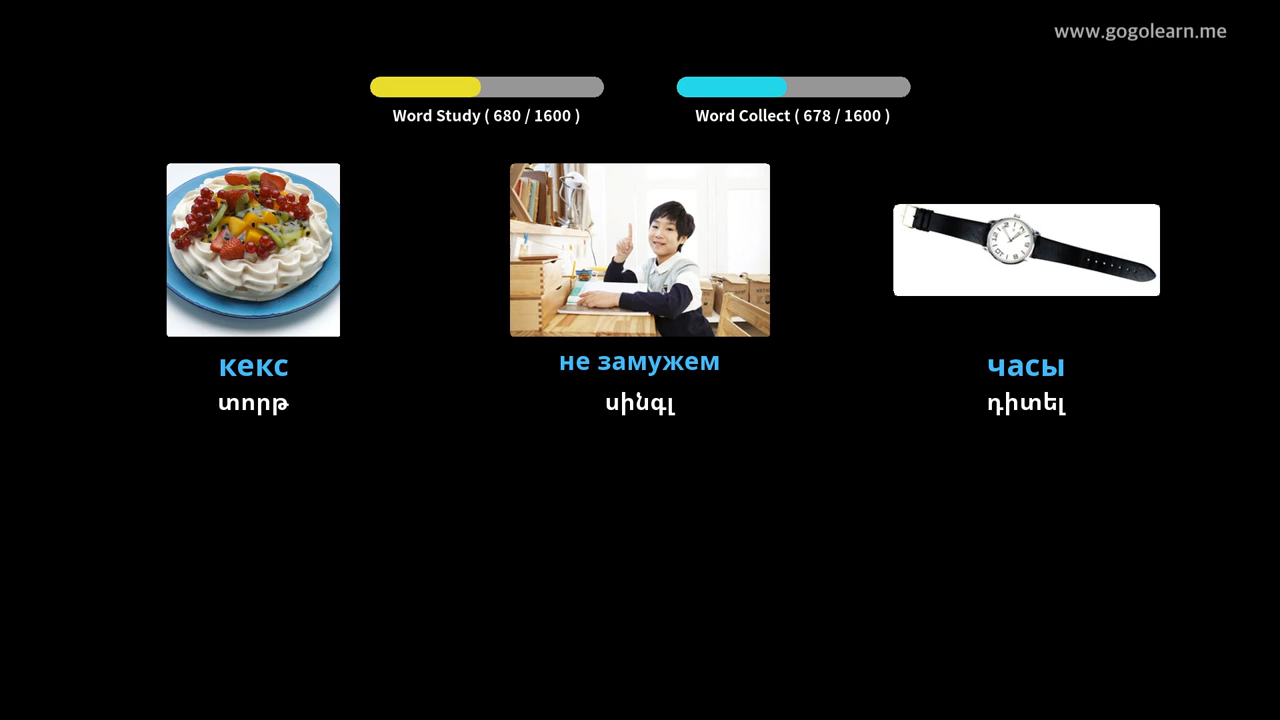 www.gogolearn.me
Word Study ( 680 / 1600 )
Word Collect ( 678 / 1600 )
кекс
տորթ
не замужем
սինգլ
часы
դիտել